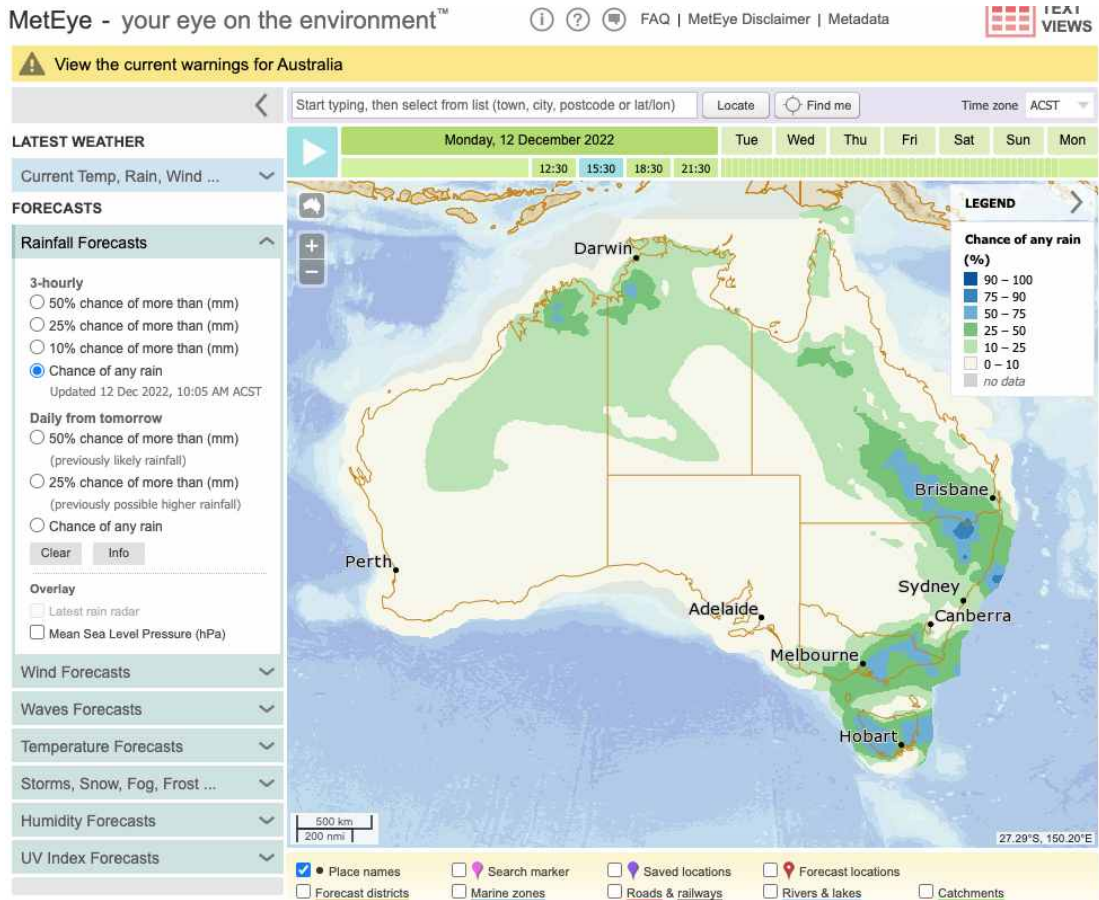 MetEye - your eye on the environment™
FAQ | MetEye Disclaimer | Metadata
TEXT
VIEWS
View the current warnings for Australia
Start typing, then select from list (town, city, postcode or lat/lon)
Locate
Find me
Time zone
ACST
LATEST WEATHER
Current Temp, Rain, Wind ...
FORECASTS
Rainfall Forecasts
3-hourly
50% chance of more than (mm)
25% chance of more than (mm)
10% chance of more than (mm)
Chance of any rain
Updated 12 Dec 2022, 10:05 AM ACST
Daily from tomorrow
50% chance of more than (mm)
(previously likely rainfall)
25% chance of more than (mm)
(previously possible higher rainfall)
Chance of any rain
Clear
Info
Overlay
Latest rain radar
Mean Sea Level Pressure (hPa)
Wind Forecasts
Waves Forecasts
Temperature Forecasts
Storms, Snow, Fog, Frost ...
Humidity Forecasts
UV Index Forecasts
Monday, 12 December 2022
Tue
Wed
Thu
Fri
Sat
Sun
Mon
12:30
15:30
18:30
21:30
LEGEND
Chance of any rain
(%)
90 – 100
75 – 90
50 – 75
25 – 50
10 – 25
0 – 10
no data
Darwin
Brisbane
Perth
Sydney
Adelaide
Canberra
Melbourne
Hobart
500 km
200 nmi
27.29°S, 150.20°E
Place names
Search marker
Saved locations
Forecast locations
Forecast districts
Marine zones
Roads & railways
Rivers & lakes
Catchments